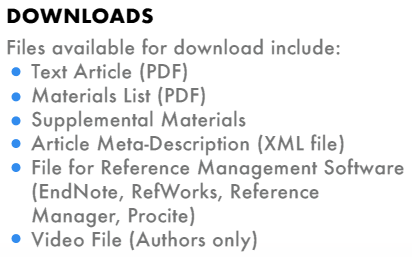 DOWNLOADS
Files available for download include:
• Text Article (PDF)
• Materials List (PDF)
• Supplemental Materials
• Article Meta-Description (XML file)
• File for Reference Management Software
(EndNote, RefWorks, Reference
Manager, Procite)
• Video File (Authors only)